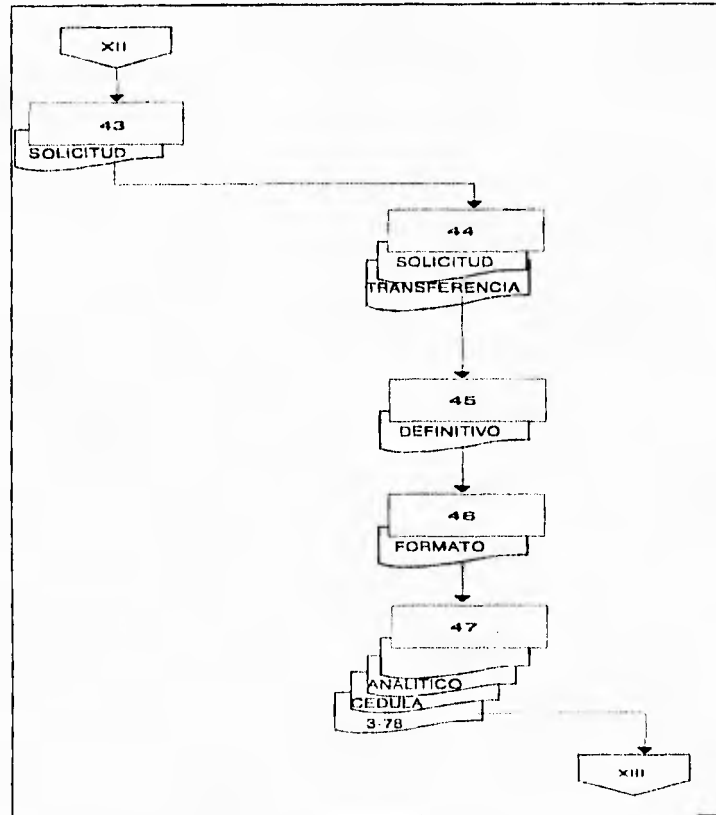 XII
43
SOLICITUD
44
SOLICITUD
TRANSFERENCIA
45
DEFINITIVO
46
FORMATO
47
ANALITICO
CEDULA
3-78
XIII